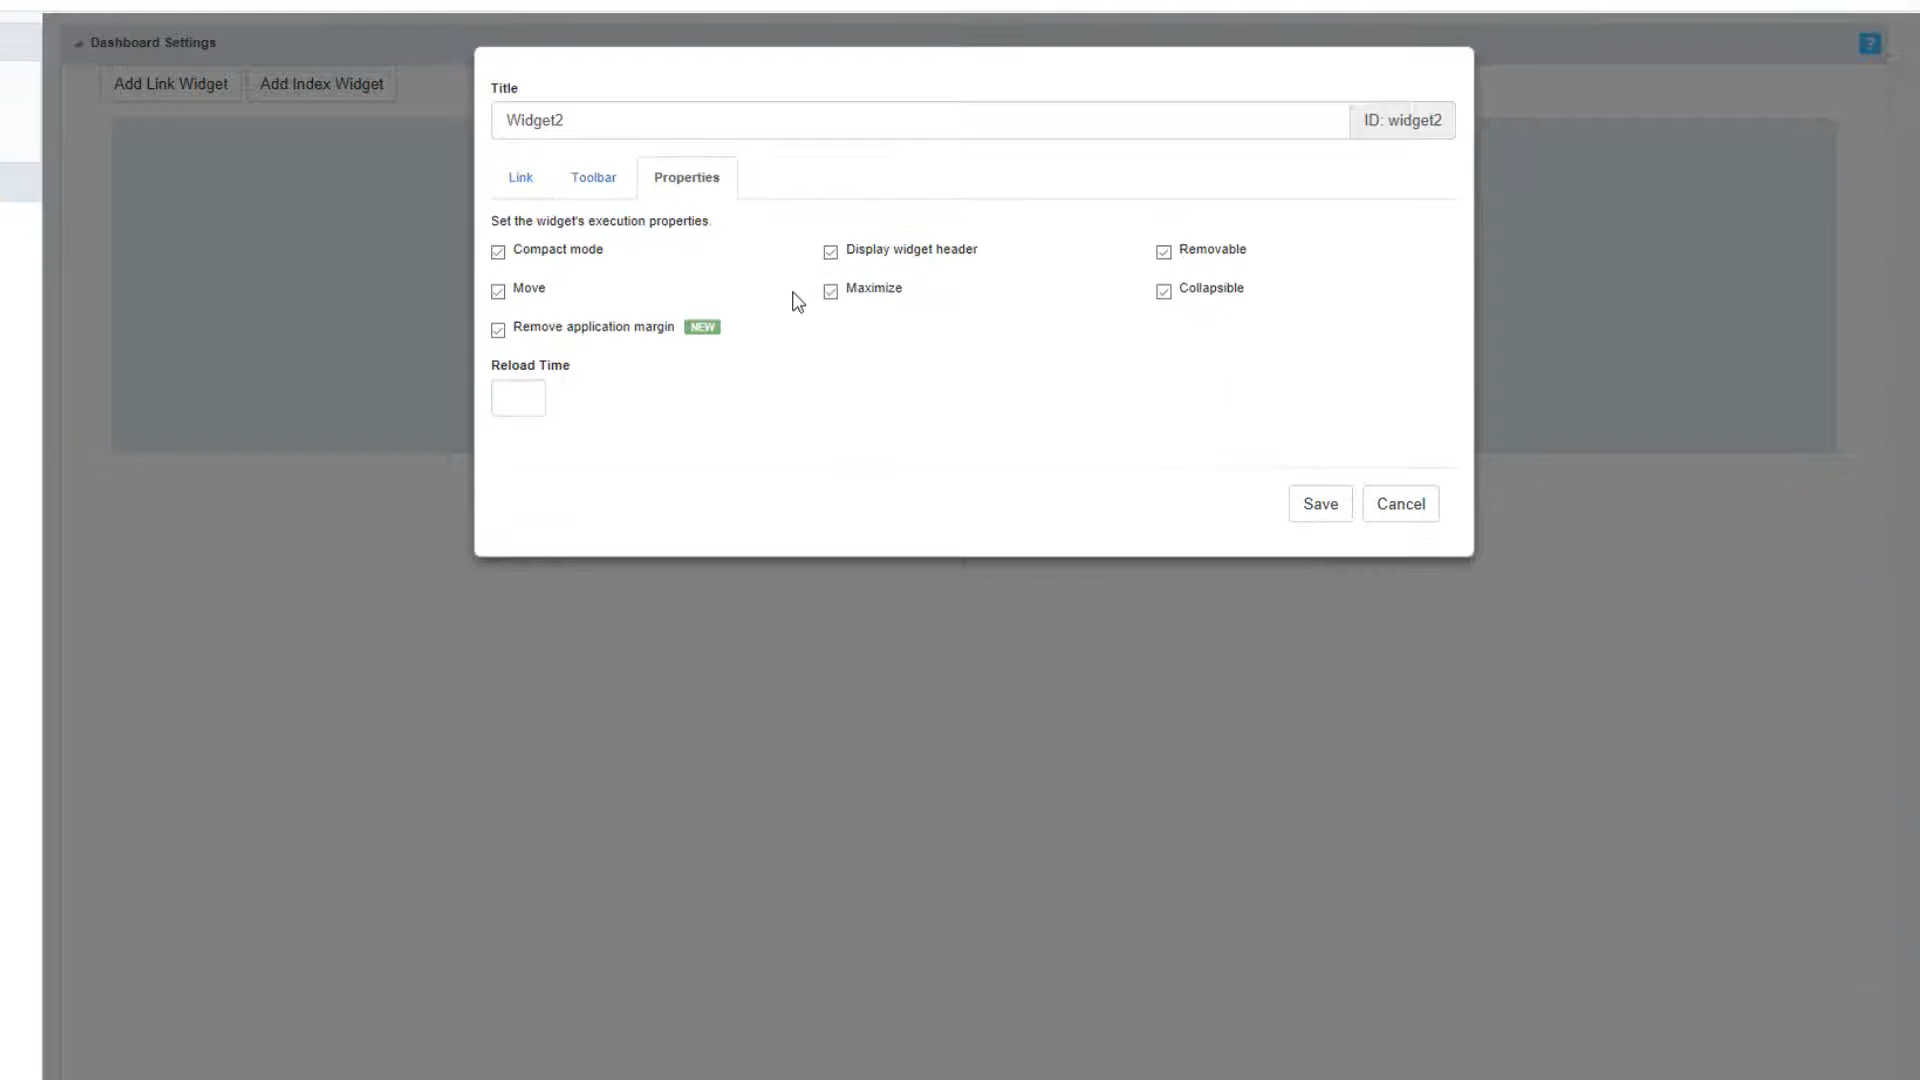 Dashboard Settings
?
Add Link Widget Add Index Widget
Title
Widget2 ID: widget2
Link Toolbar Properties
Set the widget's execution properties.
Compact mode Display widget header Removable
Move Maximize Collapsible
Remove application margin NEW
Reload Time
Save Cancel